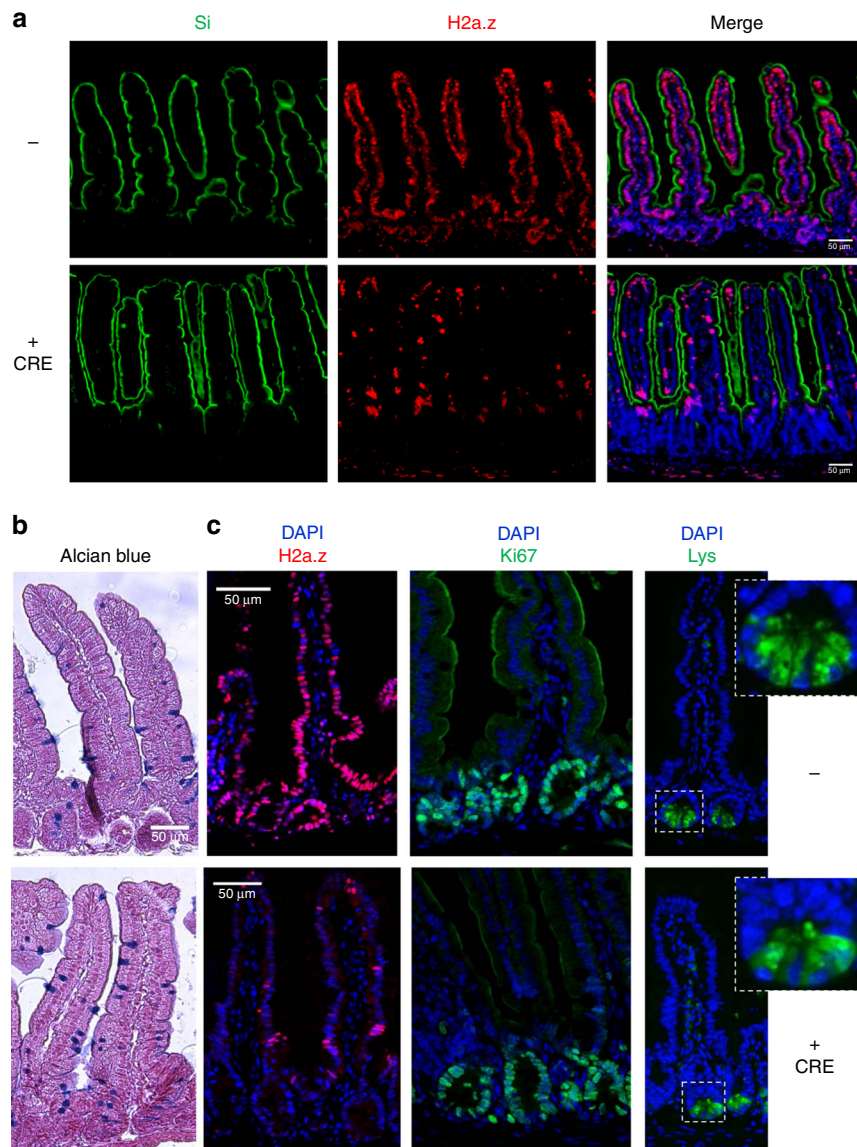 a
Si
H2a.z
Merge
–
50 μm
+
CRE
50 μm
b
c
Alcian blue
DAPI
H2a.z
DAPI
Ki67
DAPI
Lys
50 μm
50 μm
–
50 μm
+
CRE